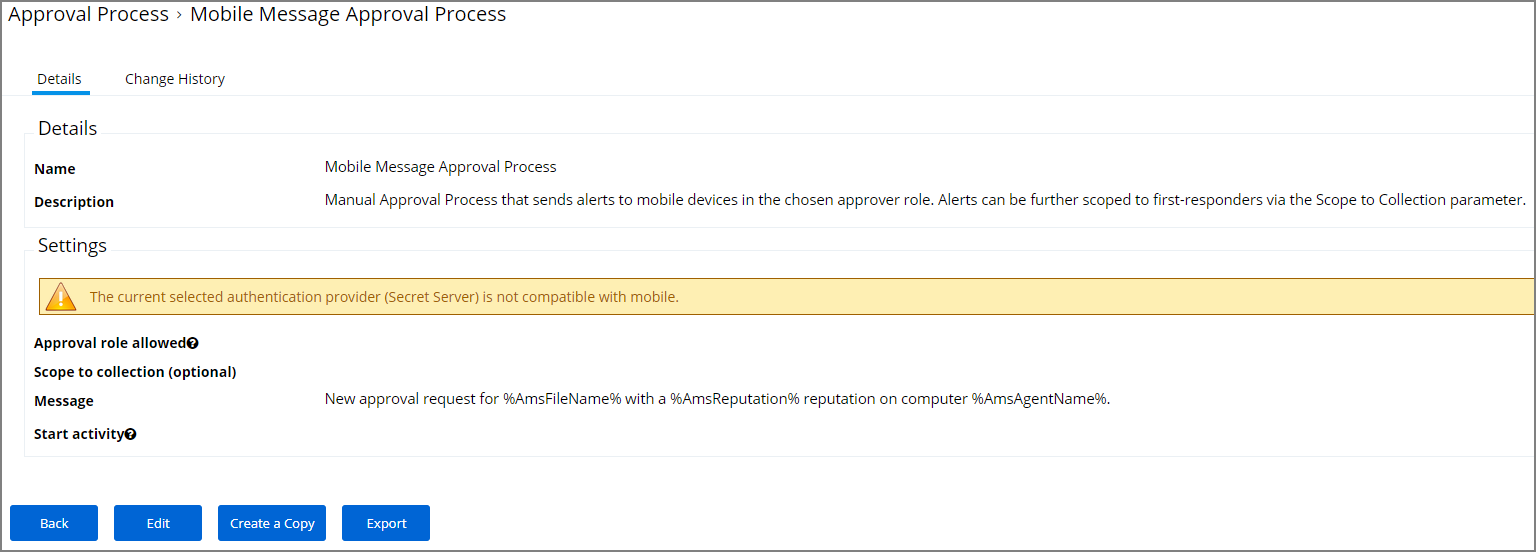 Approval Process › Mobile Message Approval Process
Details Change History
Details
Name Mobile Message Approval Process
Description Manual Approval Process that sends alerts to mobile devices in the chosen approver role. Alerts can be further scoped to first-responders via the Scope to Collection parameter.
Settings
The current selected authentication provider (Secret Server) is not compatible with mobile.
Approval role allowed
Scope to collection (optional)
Message New approval request for %AmsFileName% with a %AmsReputation% reputation on computer %AmsAgentName%.
Start activity
Back Edit Create a Copy Export